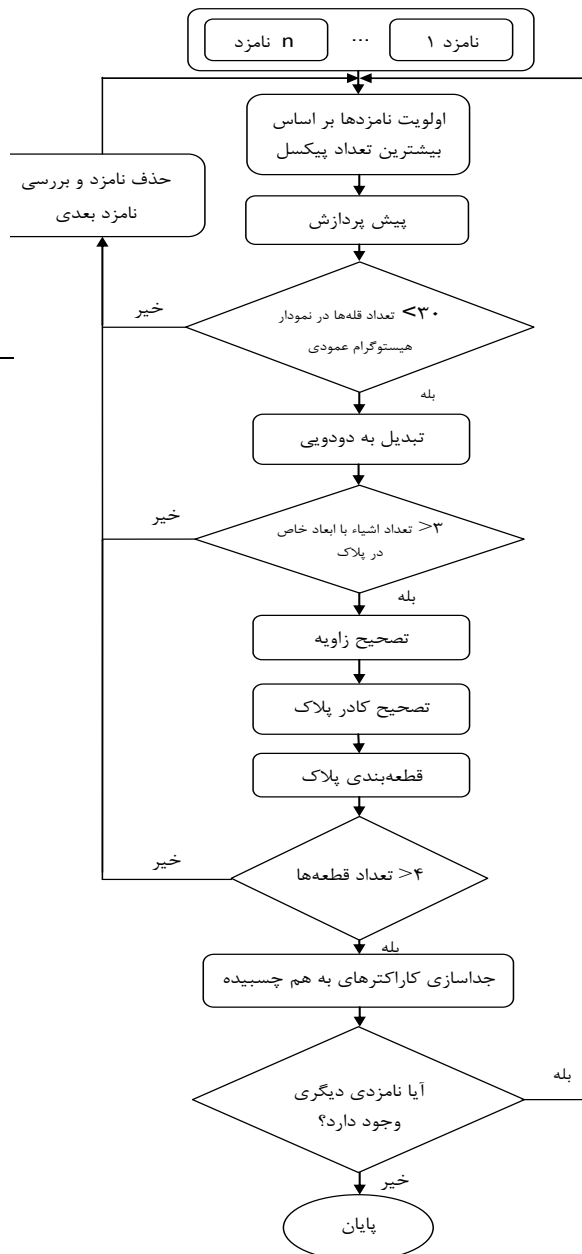 نامزد ۱ ... نامزد n
اولویت نامزدها بر اساس
بیشترین تعداد پیکسل
حذف نامزد و بررسی
نامزد بعدی
پیش پردازش
تعداد قله‌ها در نمودار >۳۰
هیستوگرام عمودی
خیر
بله
تبدیل به دودویی
تعداد اشیاء با ابعاد خاص <۳
در پلاک
خیر
بله
تصحیح زاویه
تصحیح کادر پلاک
قطعه‌بندی پلاک
تعداد قطعه‌ها <۴
خیر
بله
جداسازی کاراکترهای به هم چسبیده
آیا نامزدی دیگری
وجود دارد؟
بله
خیر
پایان